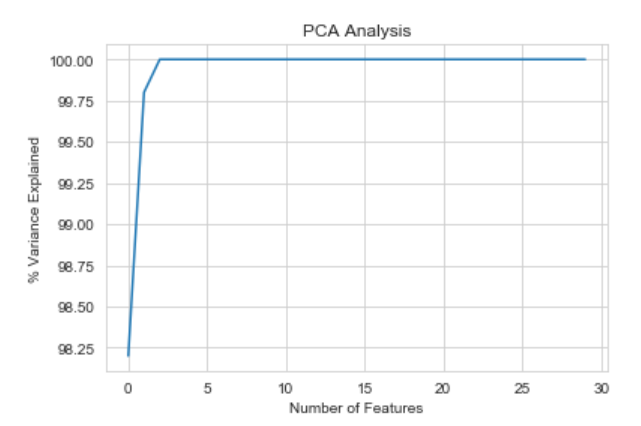 PCA Analysis
% Variance Explained
100.00
99.75
99.50
99.25
99.00
98.75
98.50
98.25
0 5 10 15 20 25 30
Number of Features